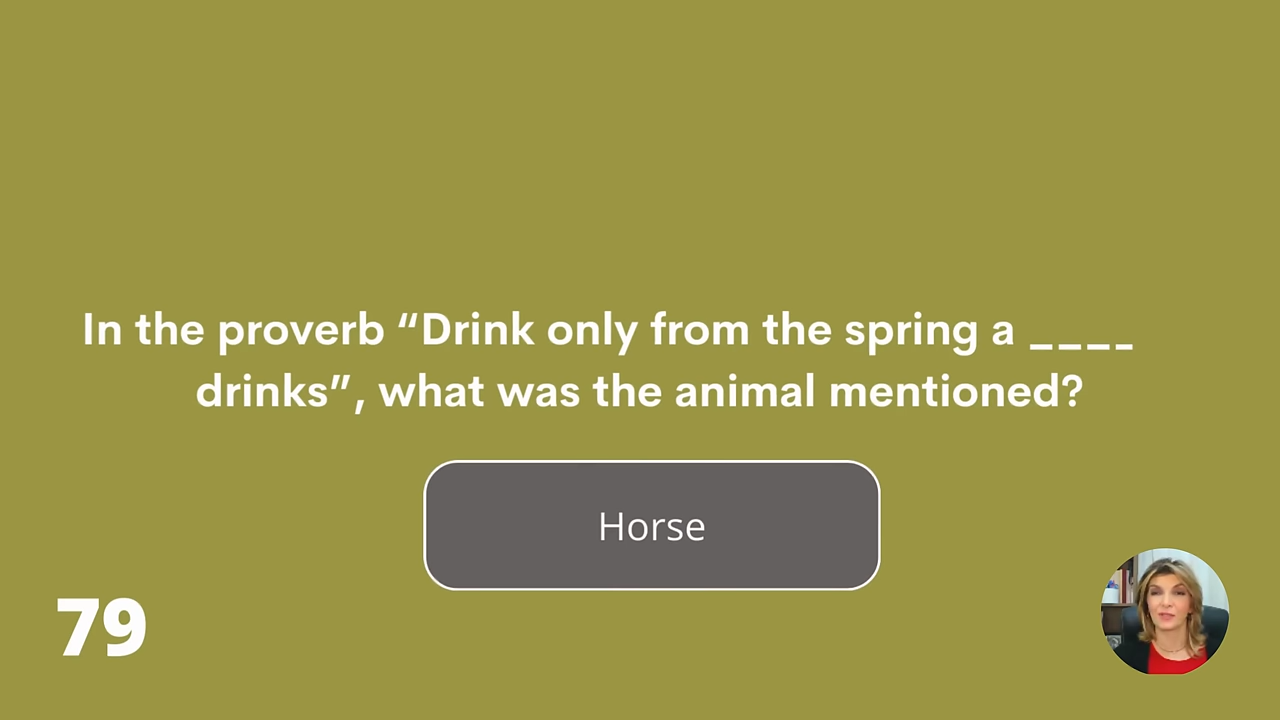 In the proverb “Drink only from the spring a ____
drinks”, what was the animal mentioned?
Horse
79